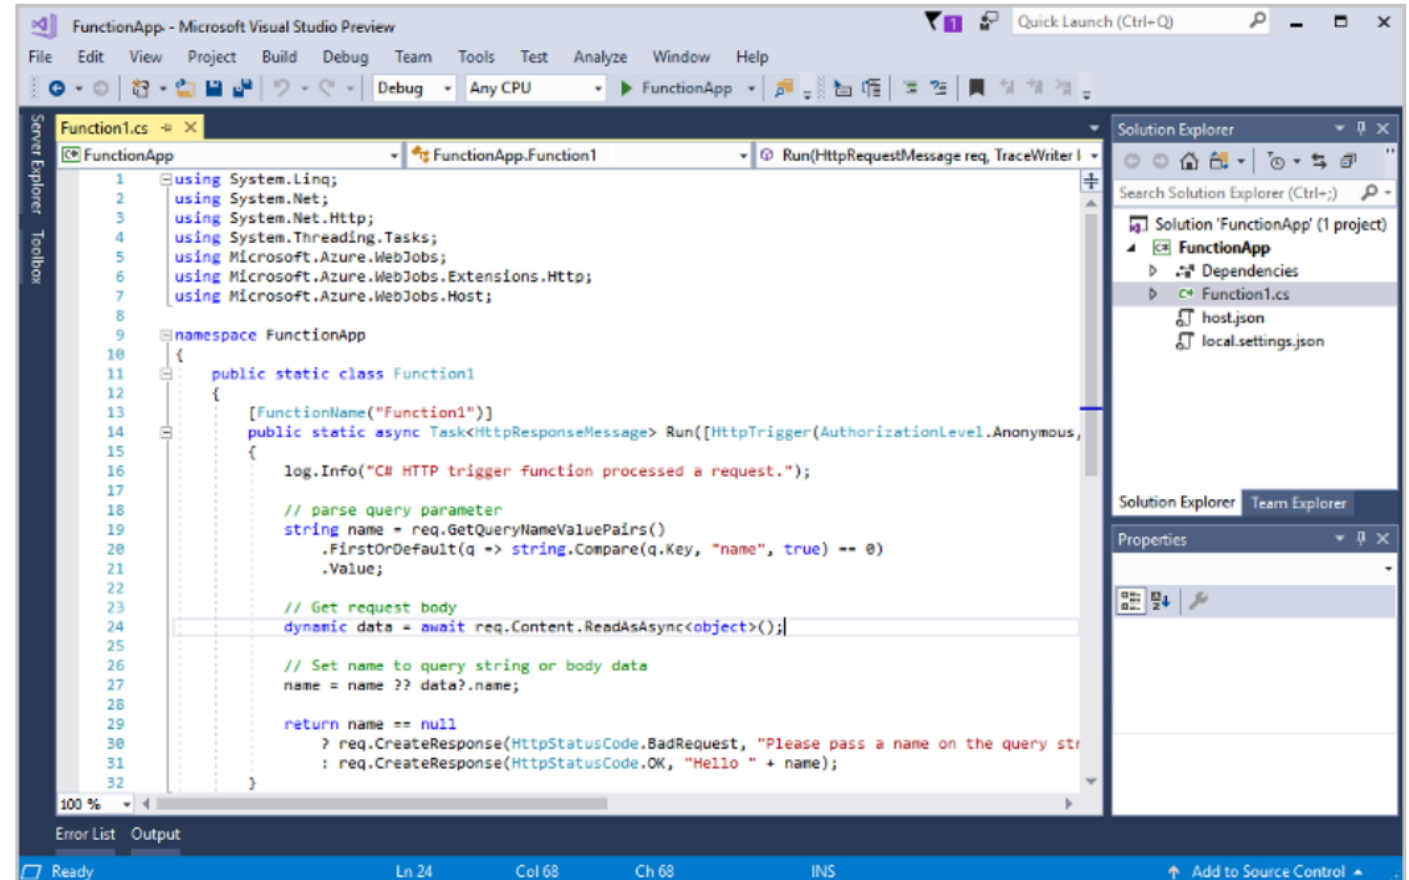 FunctionApp - Microsoft Visual Studio Preview
1
Quick Launch (Ctrl+Q)
File Edit View Project Build Debug Team Tools Test Analyze Window Help
Debug Any CPU FunctionApp
Server Explorer
Toolbox
Function1.cs
FunctionApp FunctionApp.Function1 Run(HttpRequestMessage req, TraceWriter l
1 using System.Linq;
2 using System.Net;
3 using System.Net.Http;
4 using System.Threading.Tasks;
5 using Microsoft.Azure.WebJobs;
6 using Microsoft.Azure.WebJobs.Extensions.Http;
7 using Microsoft.Azure.WebJobs.Host;
8
9 namespace FunctionApp
10 {
11 public static class Function1
12 {
13 [FunctionName("Function1")]
14 public static async Task<HttpResponseMessage> Run([HttpTrigger(AuthorizationLevel.Anonymous,
15 {
16 log.Info("C# HTTP trigger function processed a request.");
17
18 // parse query parameter
19 string name = req.GetQueryNameValuePairs()
20 .FirstOrDefault(q => string.Compare(q.Key, "name", true) == 0)
21 .Value;
22
23 // Get request body
24 dynamic data = await req.Content.ReadAsAsync<object>();
25
26 // Set name to query string or body data
27 name = name ?? data?.name;
28
29 return name == null
30 ? req.CreateResponse(HttpStatusCode.BadRequest, "Please pass a name on the query str
31 : req.CreateResponse(HttpStatusCode.OK, "Hello " + name);
32 }
100 %
Solution Explorer
Search Solution Explorer (Ctrl+;)
Solution 'FunctionApp' (1 project)
C# FunctionApp
Dependencies
C# Function1.cs
host.json
local.settings.json
Solution Explorer Team Explorer
Properties
Error List Output
Ready Ln 24 Col 68 Ch 68 INS Add to Source Control